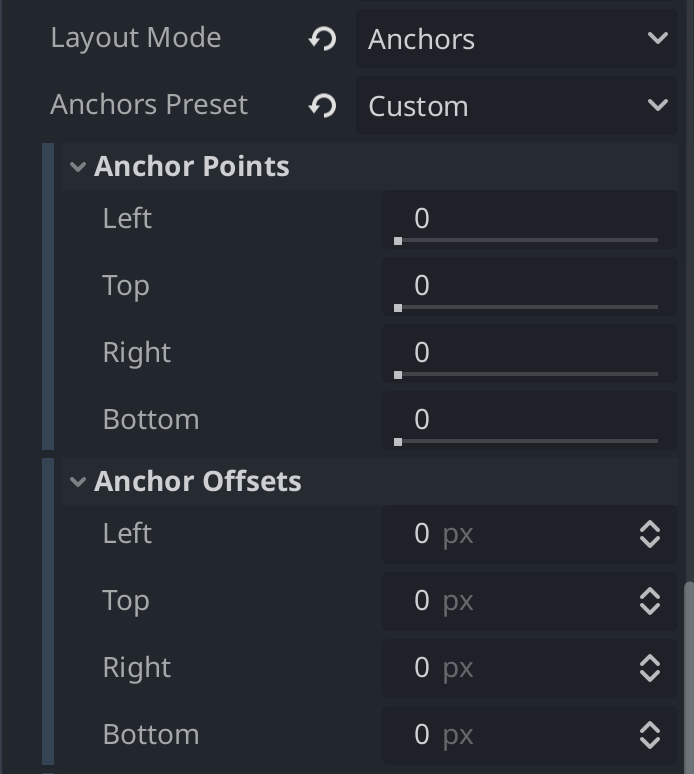 Layout Mode Anchors
Anchors Preset Custom
Anchor Points
Left 0
Top 0
Right 0
Bottom 0
Anchor Offsets
Left 0 px
Top 0 px
Right 0 px
Bottom 0 px